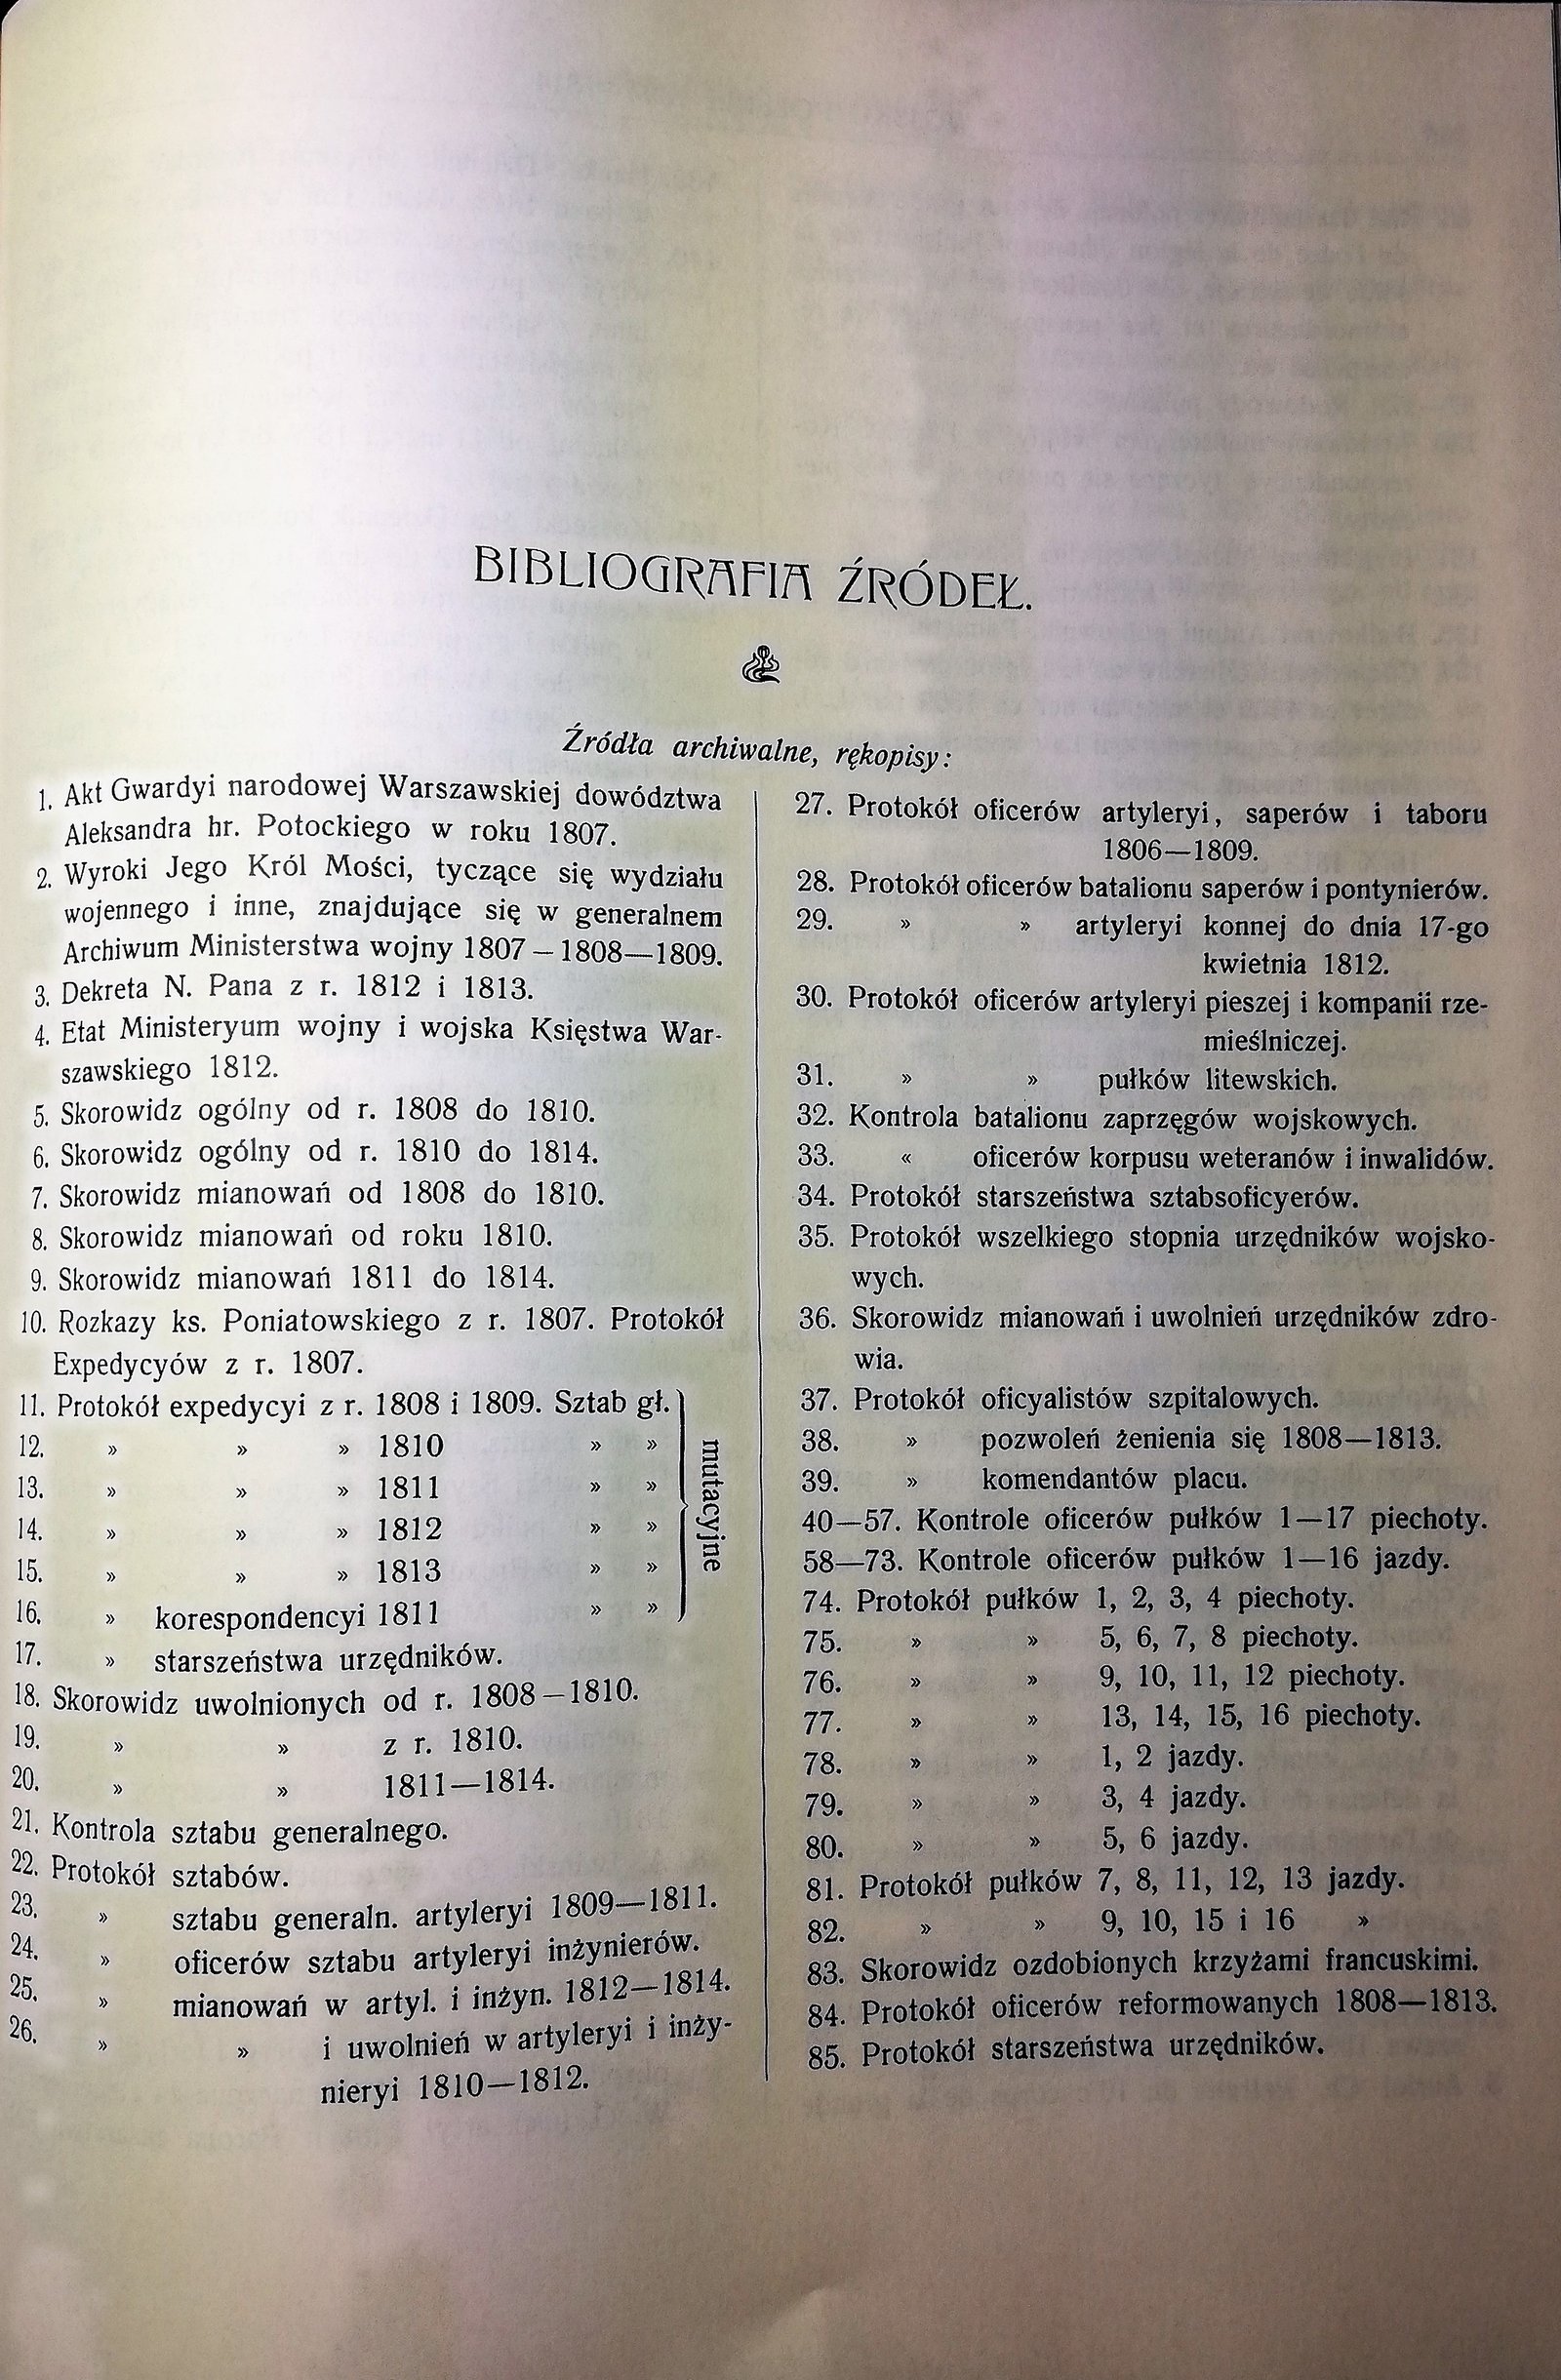 BIBLIOGRAFIA ŹRÓDEŁ.
Źródła archiwalne, rękopisy:
1. Akt Gwardyi narodowej Warszawskiej dowództwa
Aleksandra hr. Potockiego w roku 1807.
2. Wyroki Jego Król Mości, tyczące się wydziału
wojennego i inne, znajdujące się w generalnem
Archiwum Ministerstwa wojny 1807 – 1808—1809.
3. Dekreta N. Pana z r. 1812 i 1813.
4. Etat Ministeryum wojny i wojska Księstwa War-
szawskiego 1812.
5. Skorowidz ogólny od r. 1808 do 1810.
6. Skorowidz ogólny od r. 1810 do 1814.
7. Skorowidz mianowań od 1808 do 1810.
8. Skorowidz mianowań od roku 1810.
9. Skorowidz mianowań 1811 do 1814.
10. Rozkazy ks. Poniatowskiego z r. 1807. Protokół
Expedycyów z r. 1807.
11. Protokół expedycyi z r. 1808 i 1809. Sztab gł.
12. » » » 1810 » »
13. » » » 1811 » »
14. » » » 1812 » »
15. » » » 1813 » »
16. » korespondencyi 1811 » »
mutacyjne
17. » starszeństwa urzędników.
18. Skorowidz uwolnionych od r. 1808 – 1810.
19. » » z r. 1810.
20. » » 1811—1814.
21. Kontrola sztabu generalnego.
22. Protokół sztabów.
23. » sztabu generaln. artyleryi 1809—1811.
24. » oficerów sztabu artyleryi inżynierów.
25. » mianowań w artyl. i inżyn. 1812—1814.
26. » » i uwolnień w artyleryi i inży-
nieryi 1810—1812.
27. Protokół oficerów artyleryi, saperów i taboru
1806—1809.
28. Protokół oficerów batalionu saperów i pontynierów.
29. » » artyleryi konnej do dnia 17-go
kwietnia 1812.
30. Protokół oficerów artyleryi pieszej i kompanii rze-
mieślniczej.
31. » » pułków litewskich.
32. Kontrola batalionu zaprzęgów wojskowych.
33. « oficerów korpusu weteranów i inwalidów.
34. Protokół starszeństwa sztabsoficyerów.
35. Protokół wszelkiego stopnia urzędników wojsko-
wych.
36. Skorowidz mianowań i uwolnień urzędników zdro-
wia.
37. Protokół oficyalistów szpitalowych.
38. » pozwoleń żenienia się 1808—1813.
39. » komendantów placu.
40—57. Kontrole oficerów pułków 1—17 piechoty.
58—73. Kontrole oficerów pułków 1—16 jazdy.
74. Protokół pułków 1, 2, 3, 4 piechoty.
75. » » 5, 6, 7, 8 piechoty.
76. » » 9, 10, 11, 12 piechoty.
77. » » 13, 14, 15, 16 piechoty.
78. » » 1, 2 jazdy.
79. » » 3, 4 jazdy.
80. » » 5, 6 jazdy.
81. Protokół pułków 7, 8, 11, 12, 13 jazdy.
82. » » 9, 10, 15 i 16 »
83. Skorowidz ozdobionych krzyżami francuskimi.
84. Protokół oficerów reformowanych 1808—1813.
85. Protokół starszeństwa urzędników.